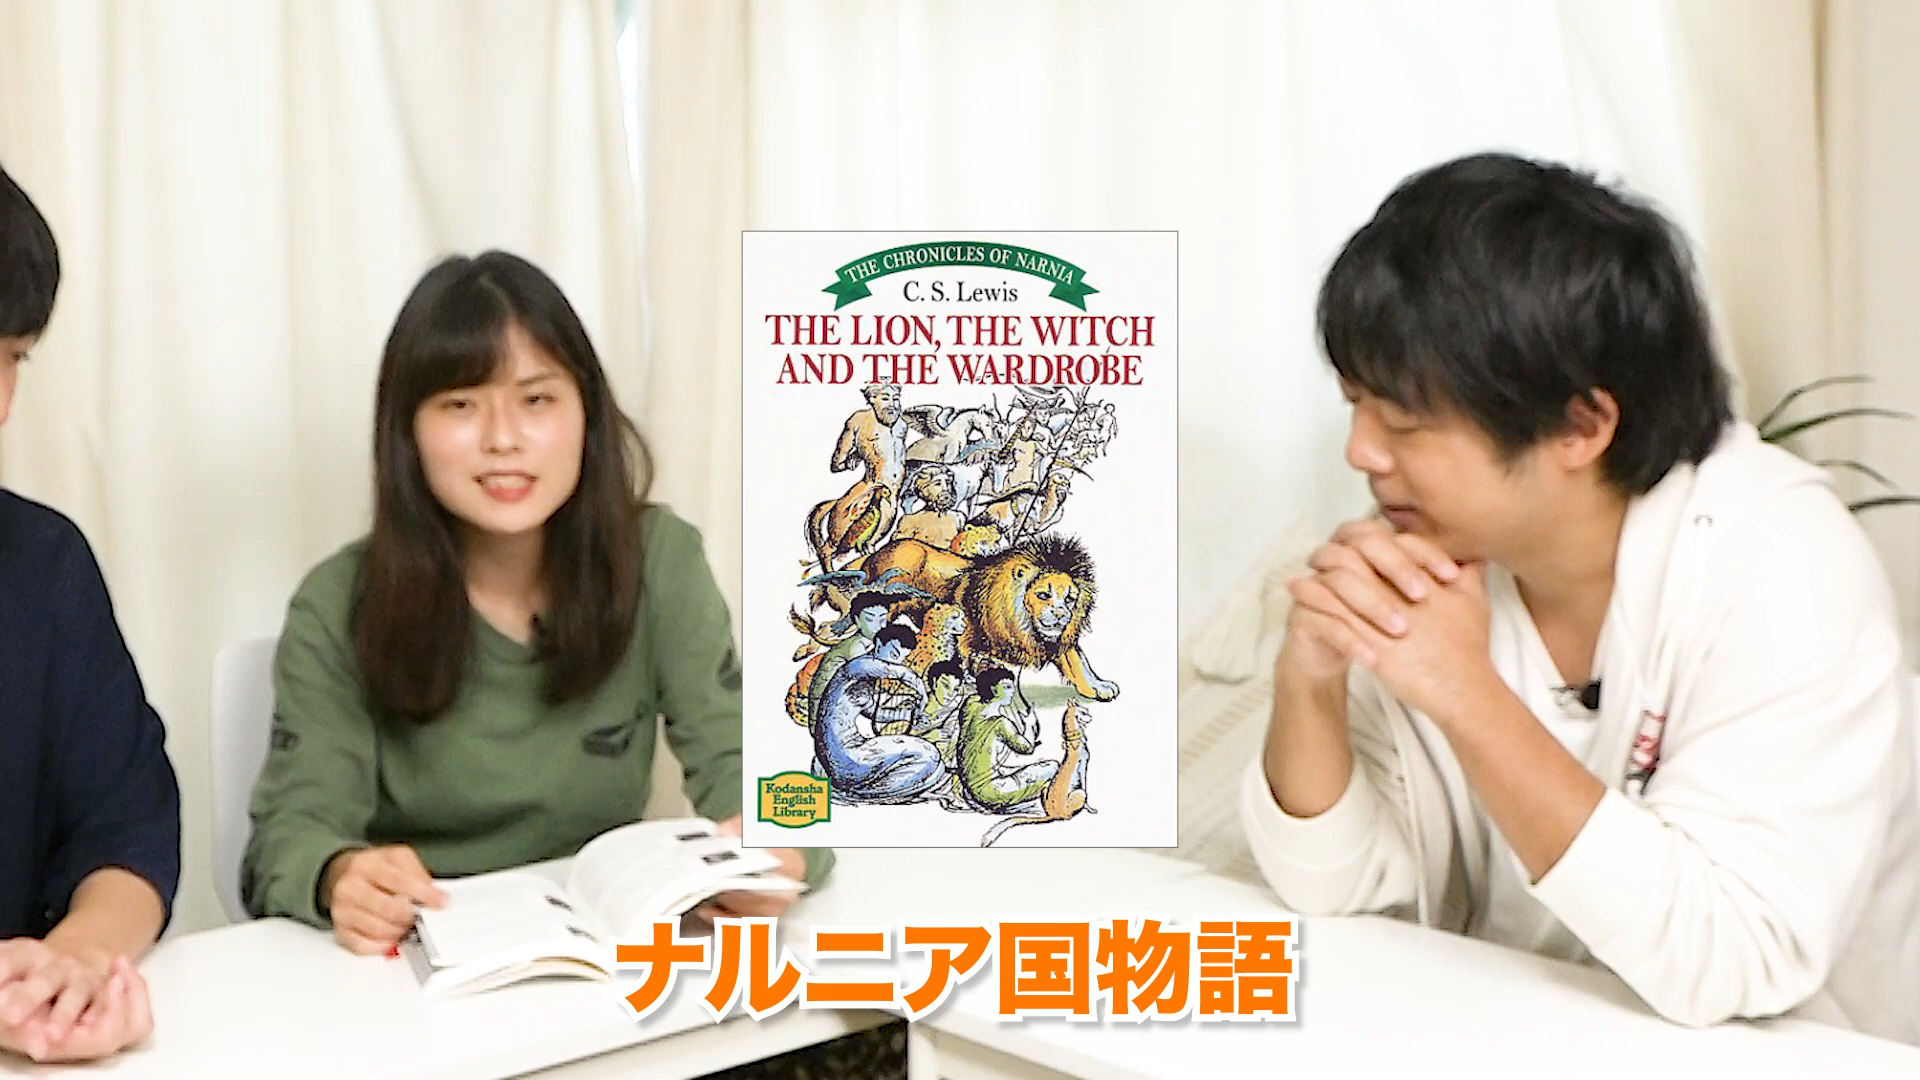 THE CHRONICLES OF NARNIA
C. S. Lewis
THE LION, THE WITCH
AND THE WARDROBE
Kodansha
English
Library
ナルニア国物語